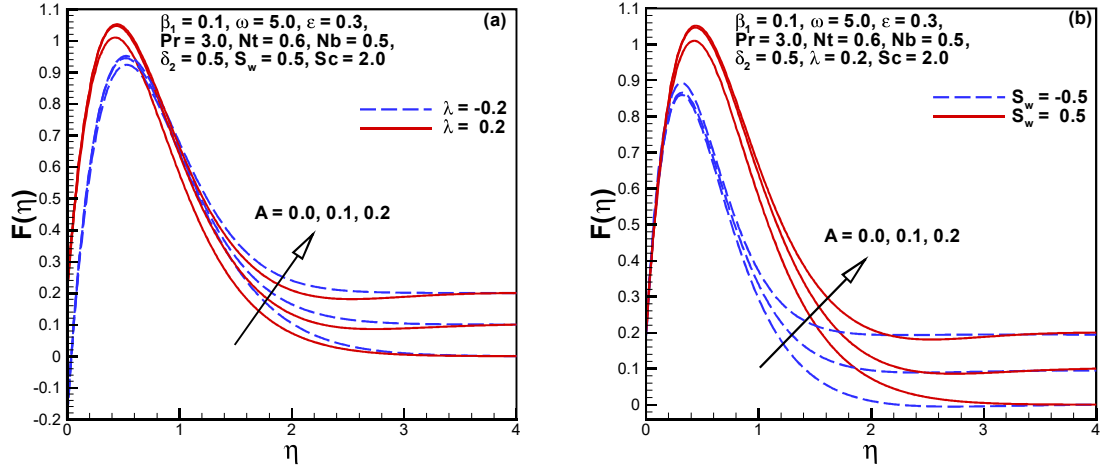 (a)
β₁ = 0.1, ω = 5.0, ε = 0.3,
Pr = 3.0, Nt = 0.6, Nb = 0.5,
δ₂ = 0.5, S_w = 0.5, Sc = 2.0
λ = -0.2
λ = 0.2
A = 0.0, 0.1, 0.2
F(η)
1.1
1
0.9
0.8
0.7
0.6
0.5
0.4
0.3
0.2
0.1
0
-0.1
-0.2
0 1 2 3 4
η
(b)
β₁ = 0.1, ω = 5.0, ε = 0.3,
Pr = 3.0, Nt = 0.6, Nb = 0.5,
δ₂ = 0.5, λ = 0.2, Sc = 2.0
S_w = -0.5
S_w = 0.5
A = 0.0, 0.1, 0.2
F(η)
1.1
1
0.9
0.8
0.7
0.6
0.5
0.4
0.3
0.2
0.1
0
0 1 2 3 4
η